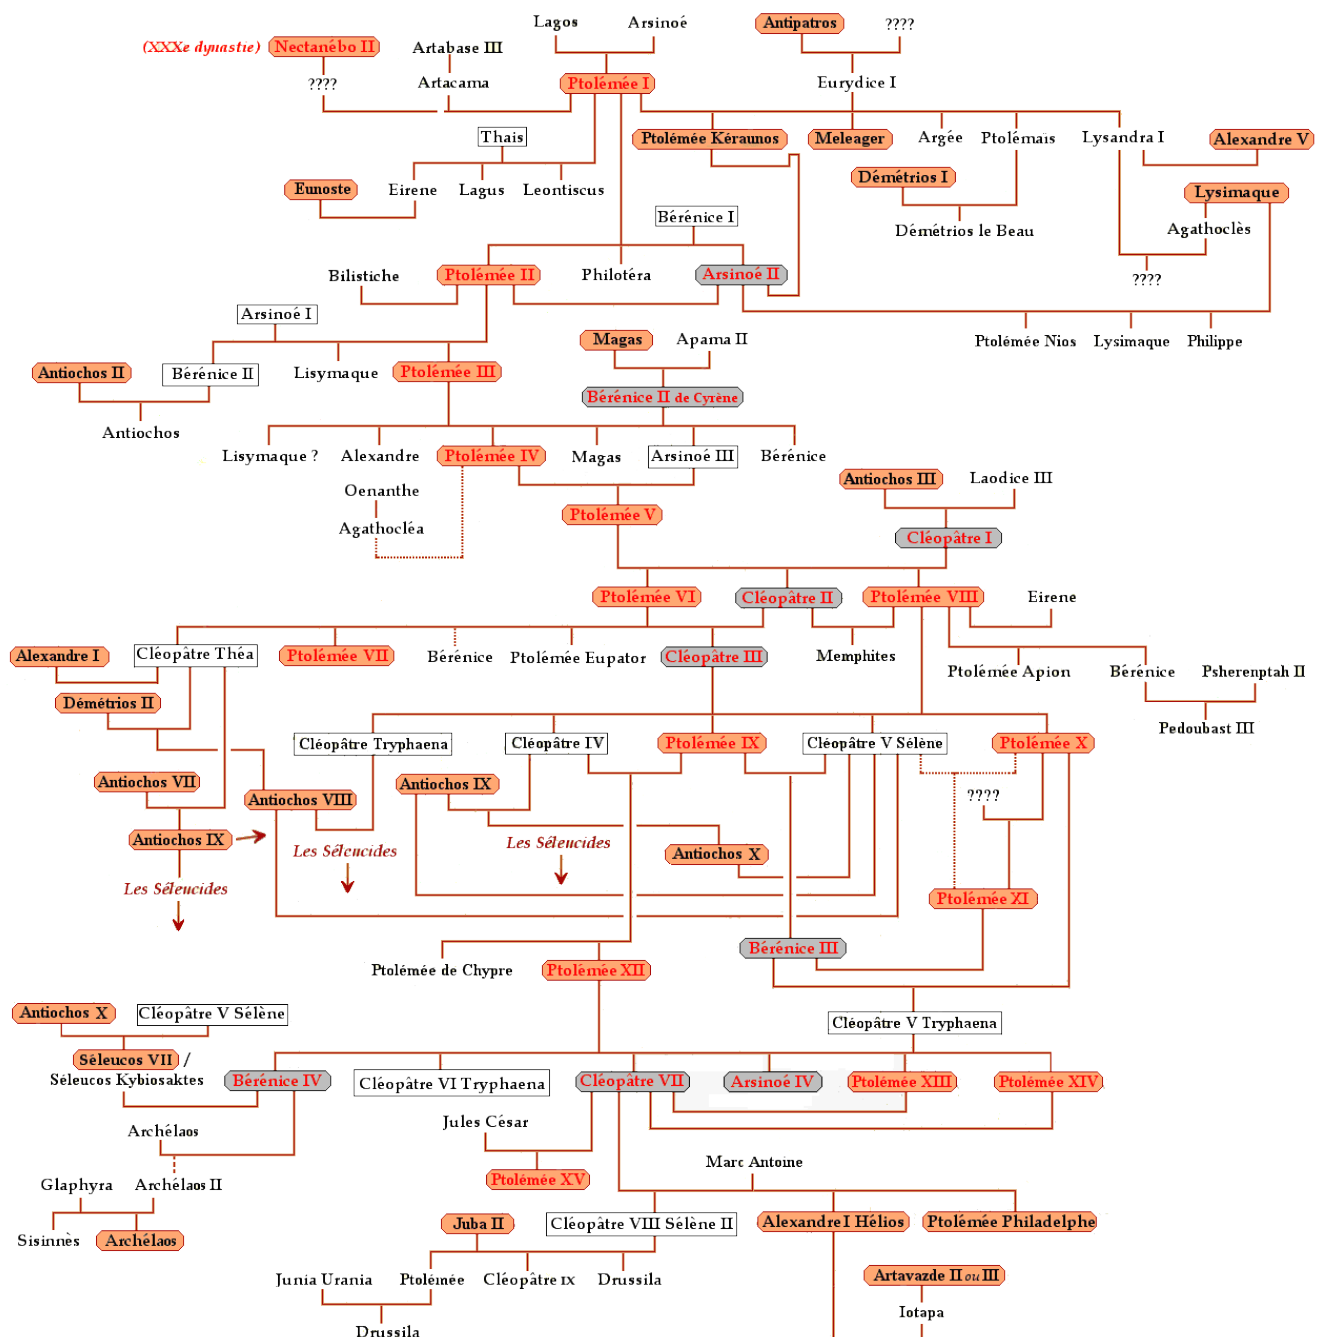 Lagos Arsinoé Antipatros ????
(XXXe dynastie) Nectanébo II Artabase III
???? Artacama Ptolémée I Eurydice I
Thais Ptolémée Kéraunos Meleager Argée Ptolémaïs Lysandra I Alexandre V
Eunoste Eirene Lagus Leontiscus Démétrios I Lysimaque
Bérénice I Démétrios le Beau Agathoclès
Bilistiche Ptolémée II Philotéra Arsinoé II ????
Arsinoé I
Magas Apama II Ptolémée Nios Lysimaque Philippe
Antiochos II Bérénice II Lisymaque Ptolémée III
Bérénice II de Cyrène
Antiochos
Lisymaque ? Alexandre Ptolémée IV Magas Arsinoé III Bérénice
Antiochos III Laodice III
Oenanthe
Ptolémée V
Agathocléa Cléopâtre I
Ptolémée VI Cléopâtre II Ptolémée VIII Eirene
Alexandre I Cléopâtre Théa Ptolémée VII Bérénice Ptolémée Eupator Cléopâtre III Memphites
Ptolémée Apion Bérénice Psherenptah II
Démétrios II
Pedoubast III
Cléopâtre Tryphaena Cléopâtre IV Ptolémée IX Cléopâtre V Sélène Ptolémée X
Antiochos VII Antiochos VIII Antiochos IX ????
Antiochos IX Les Séleucides Les Séleucides Antiochos X
Les Séleucides Ptolémée XI
Bérénice III
Ptolémée de Chypre Ptolémée XII
Antiochos X Cléopâtre V Sélène
Cléopâtre V Tryphaena
Séleucos VII /
Séleucos Kybiosaktes Bérénice IV Cléopâtre VI Tryphaena Cléopâtre VII Arsinoé IV Ptolémée XIII Ptolémée XIV
Archélaos Jules César
Marc Antoine
Glaphyra Archélaos II Ptolémée XV
Juba II Cléopâtre VIII Sélène II Alexandre I Hélios Ptolémée Philadelphe
Sisinnès Archélaos
Junia Urania Ptolémée Cléopâtre IX Drussila Artavazde II ou III
Iotapa
Drussila